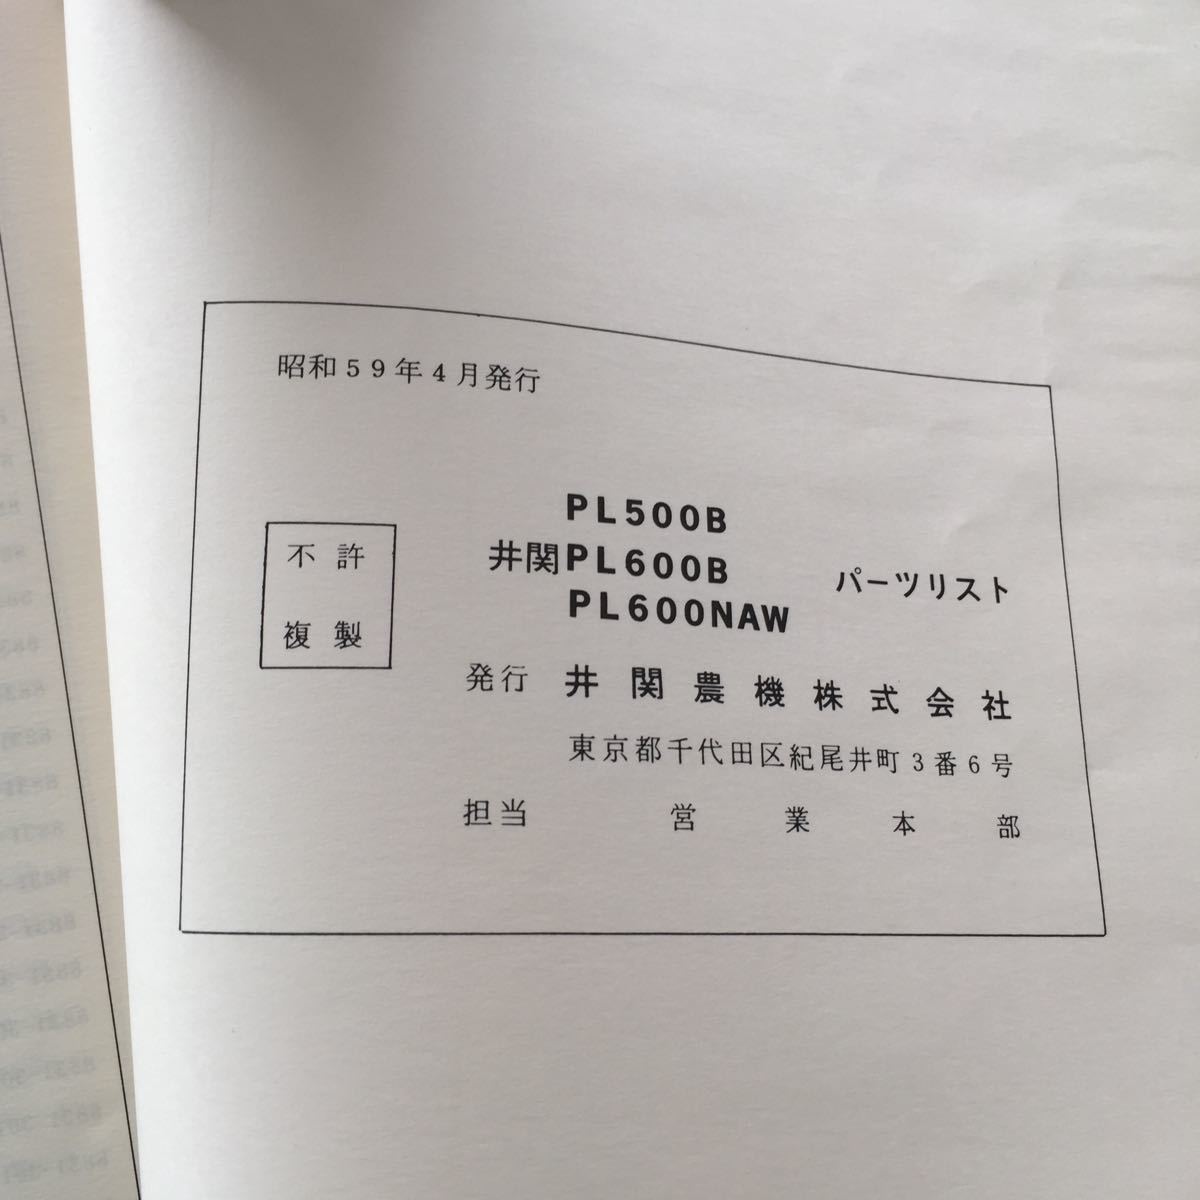 昭和59年4月発行
PL500B
井関PL600B パーツリスト
PL600NAW
不許
複製
発行 井関農機株式会社
東京都千代田区紀尾井町3番6号
担当 営業本部